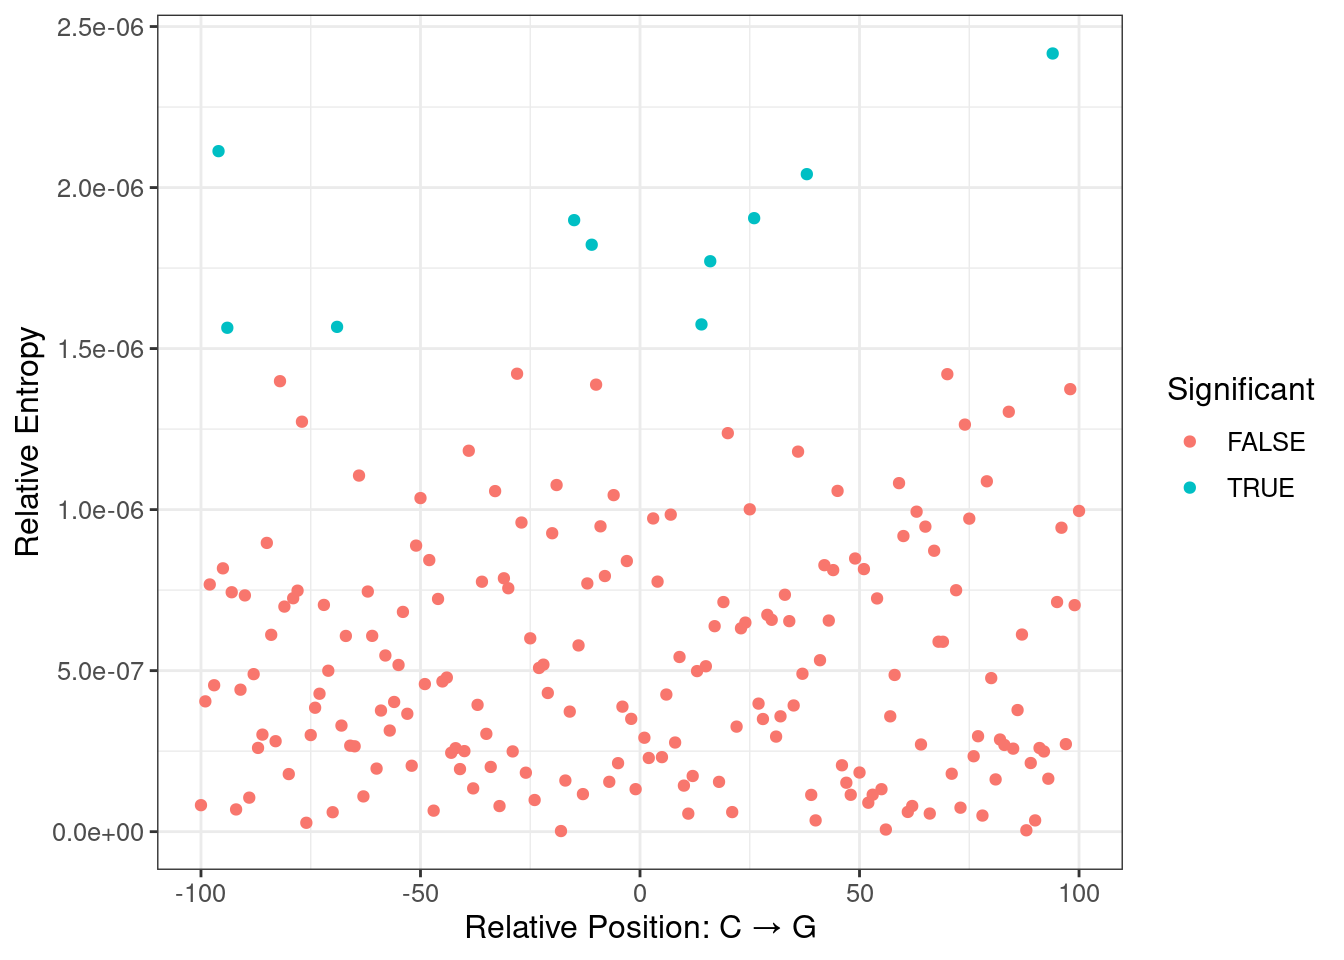 2.5e-06
2.0e-06
1.5e-06
1.0e-06
5.0e-07
0.0e+00
Relative Entropy
-100 -50 0 50 100
Relative Position: C → G
Significant
FALSE
TRUE